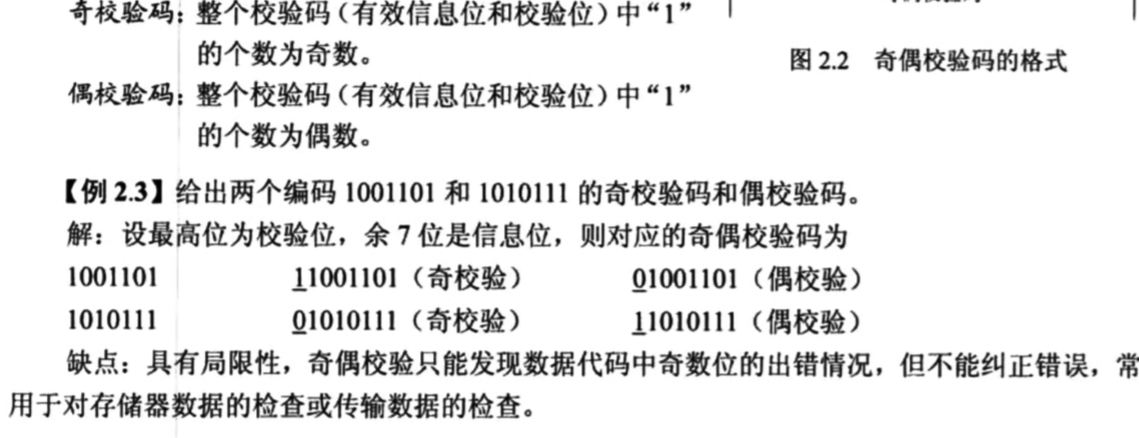 奇校验码：整个校验码（有效信息位和校验位）中“1”
的个数为奇数。
图 2.2 奇偶校验码的格式
偶校验码：整个校验码（有效信息位和校验位）中“1”
的个数为偶数。
【例 2.3】给出两个编码 1001101 和 1010111 的奇校验码和偶校验码。
解：设最高位为校验位，余 7 位是信息位，则对应的奇偶校验码为
1001101 11001101（奇校验） 01001101（偶校验）
1010111 01010111（奇校验） 11010111（偶校验）
缺点：具有局限性，奇偶校验只能发现数据代码中奇数位的出错情况，但不能纠正错误，常
用于对存储器数据的检查或传输数据的检查。